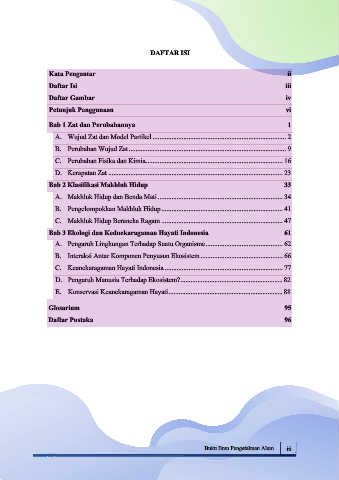 DAFTAR ISI
Kata Pengantar ii
Daftar Isi iii
Daftar Gambar iv
Petunjuk Penggunaan vi
Bab 1 Zat dan Perubahannya 1
A. Wujud Zat dan Model Partikel 2
B. Perubahan Wujud Zat 9
C. Perubahan Fisika dan Kimia 16
D. Kerapatan Zat 23
Bab 2 Klasifikasi Makhluk Hidup 33
A. Makhluk Hidup dan Benda Mati 34
B. Pengelompokkan Makhluk Hidup 41
C. Makhluk Hidup Beraneka Ragam 47
Bab 3 Ekologi dan Keanekaragaman Hayati Indonesia 61
A. Pengaruh Lingkungan Terhadap Suatu Organisme 62
B. Interaksi Antar Komponen Penyusun Ekosistem 66
C. Keanekaragaman Hayati Indonesia 77
D. Pengaruh Manusia Terhadap Ekosistem? 82
E. Konservasi Keanekaragaman Hayati 88
Glosarium 95
Daftar Pustaka 96
Buku Ilmu Pengetahuan Alam iii